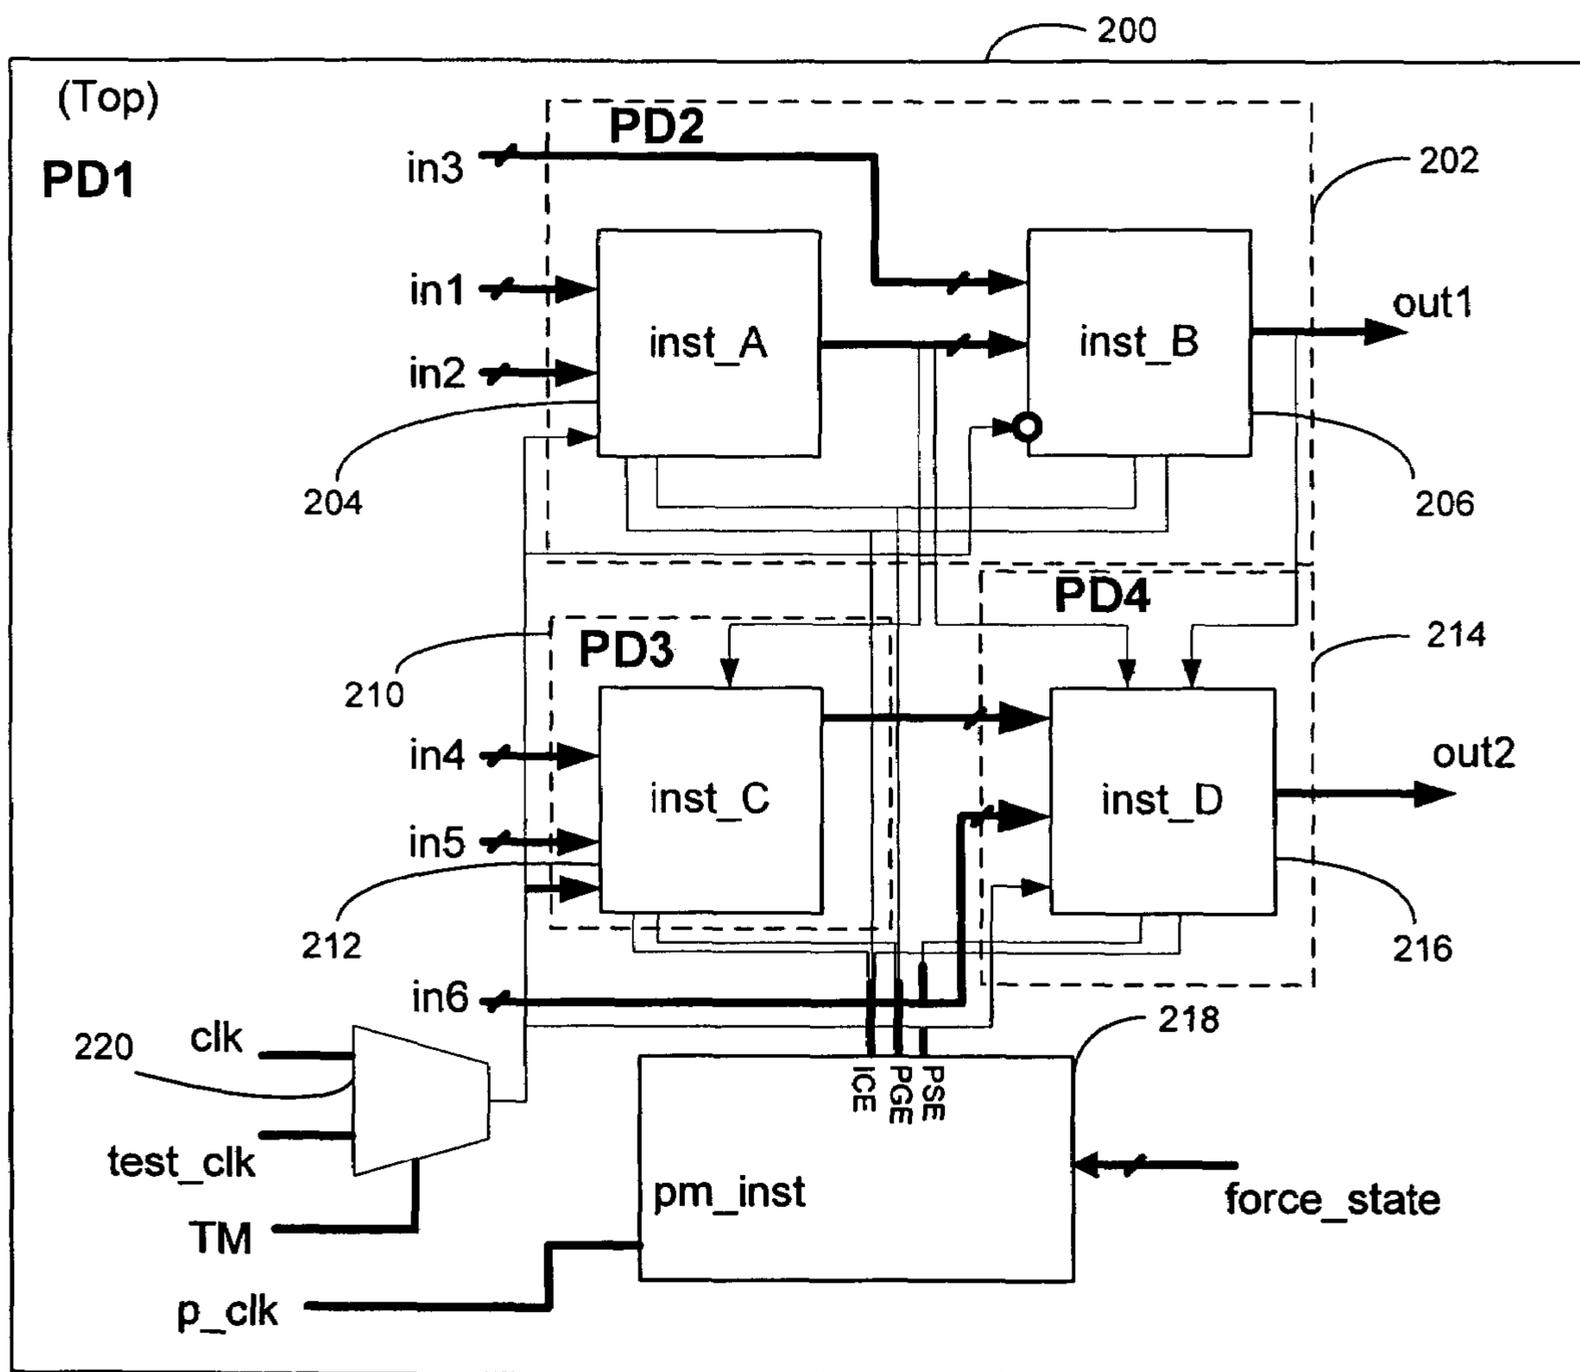 200
(Top)
PD1
PD2
in3
202
in1
inst_A
inst_B
out1
in2
204
206
PD4
210
PD3
214
in4
inst_C
inst_D
out2
in5
212
216
in6
218
clk
220
ICE
PGE
PSE
test_clk
pm_inst
force_state
TM
p_clk